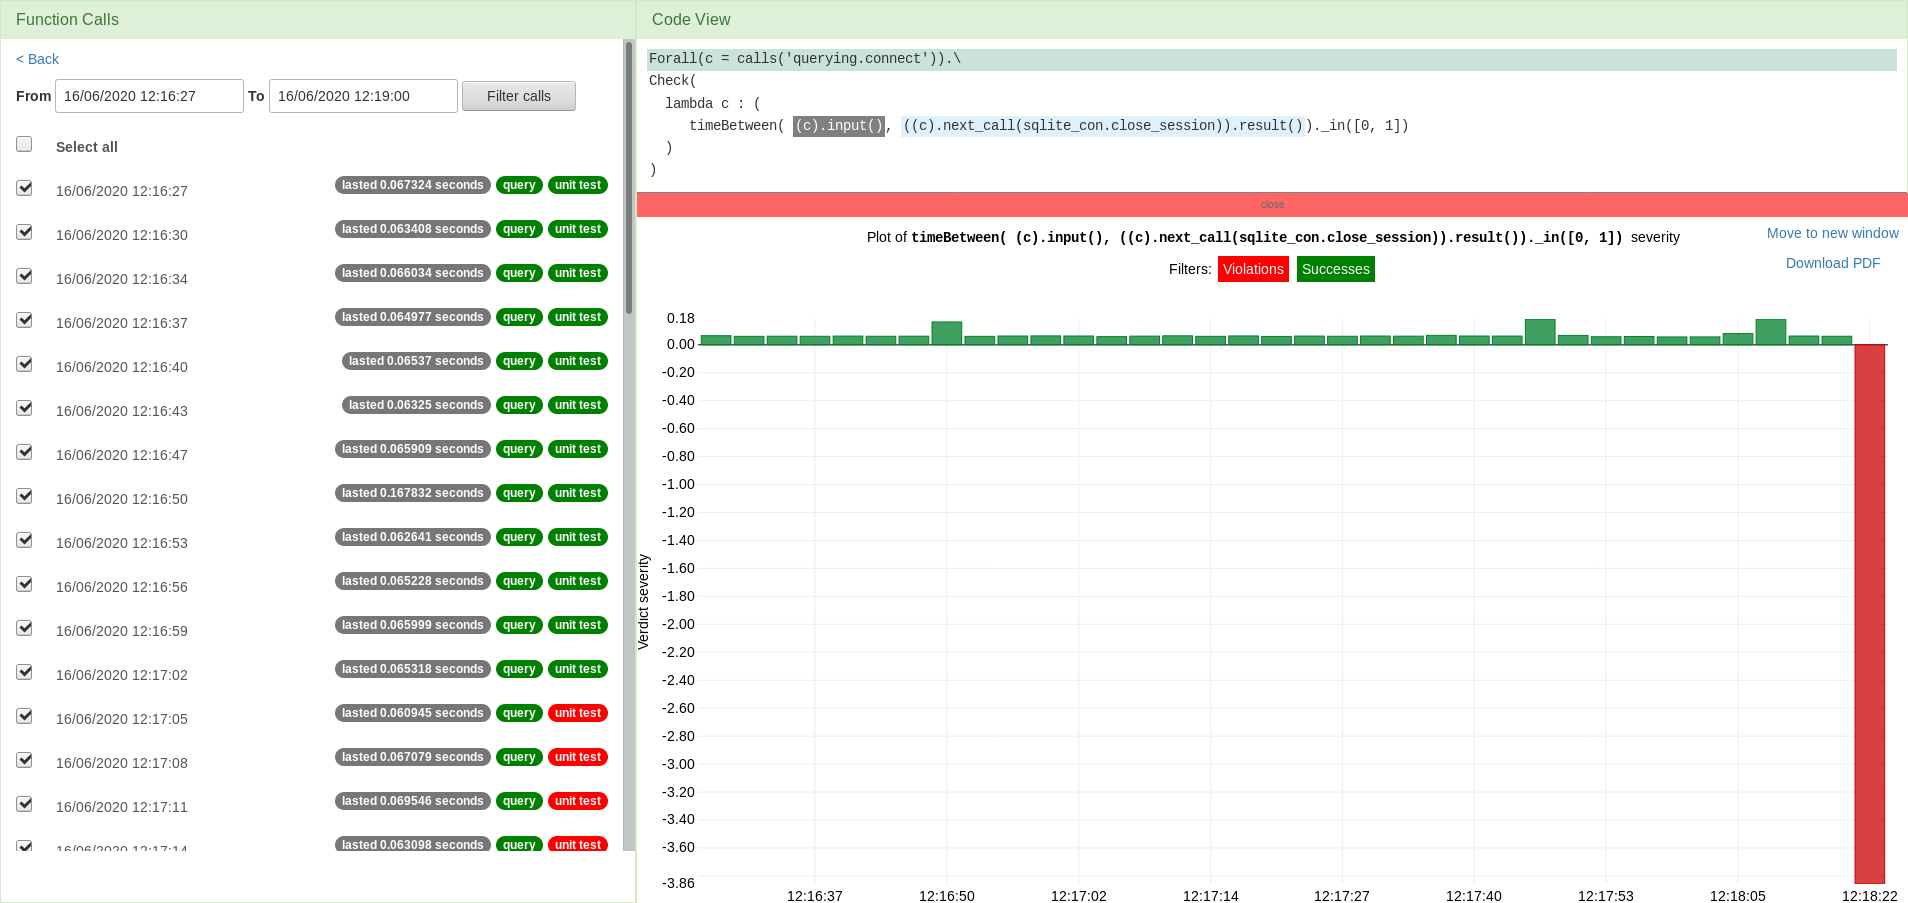 Function Calls
< Back
From 16/06/2020 12:16:27 To 16/06/2020 12:19:00 Filter calls
Select all
16/06/2020 12:16:27 lasted 0.067324 seconds query unit test
16/06/2020 12:16:30 lasted 0.063408 seconds query unit test
16/06/2020 12:16:34 lasted 0.066034 seconds query unit test
16/06/2020 12:16:37 lasted 0.064977 seconds query unit test
16/06/2020 12:16:40 lasted 0.06537 seconds query unit test
16/06/2020 12:16:43 lasted 0.06325 seconds query unit test
16/06/2020 12:16:47 lasted 0.065909 seconds query unit test
16/06/2020 12:16:50 lasted 0.167832 seconds query unit test
16/06/2020 12:16:53 lasted 0.062641 seconds query unit test
16/06/2020 12:16:56 lasted 0.065228 seconds query unit test
16/06/2020 12:16:59 lasted 0.065999 seconds query unit test
16/06/2020 12:17:02 lasted 0.065318 seconds query unit test
16/06/2020 12:17:05 lasted 0.060945 seconds query unit test
16/06/2020 12:17:08 lasted 0.067079 seconds query unit test
16/06/2020 12:17:11 lasted 0.069546 seconds query unit test
16/06/2020 12:17:14 lasted 0.063098 seconds query unit test
Code View
Forall(c = calls('querying.connect')).\
Check(
lambda c : (
timeBetween( (c).input(), ((c).next_call(sqlite_con.close_session)).result())._in([0, 1])
)
)
close
Plot of timeBetween( (c).input(), ((c).next_call(sqlite_con.close_session)).result())._in([0, 1]) severity
Move to new window
Filters: Violations Successes
Download PDF
0.18
0.00
-0.20
-0.40
-0.60
-0.80
-1.00
-1.20
-1.40
-1.60
-1.80
-2.00
-2.20
-2.40
-2.60
-2.80
-3.00
-3.20
-3.40
-3.60
-3.86
Verdict severity
12:16:37 12:16:50 12:17:02 12:17:14 12:17:27 12:17:40 12:17:53 12:18:05 12:18:22